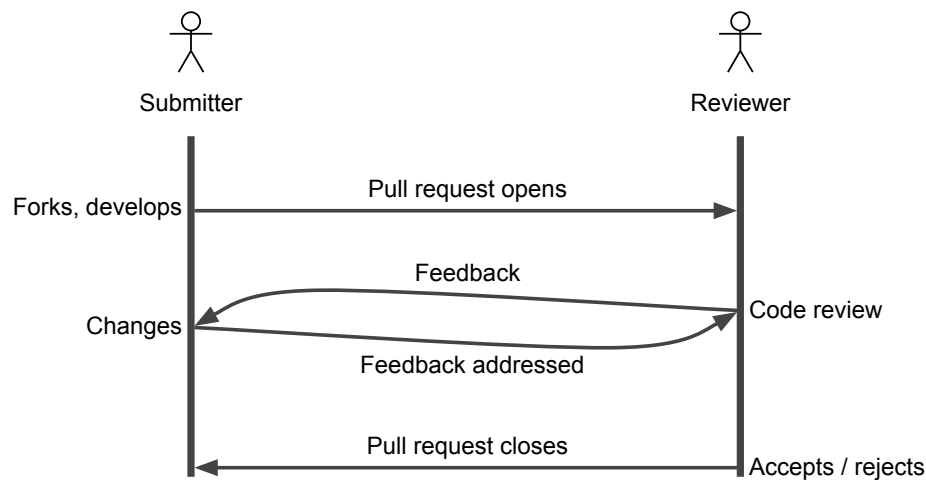 Submitter
Reviewer
Pull request opens
Forks, develops
Feedback
Code review
Changes
Feedback addressed
Pull request closes
Accepts / rejects